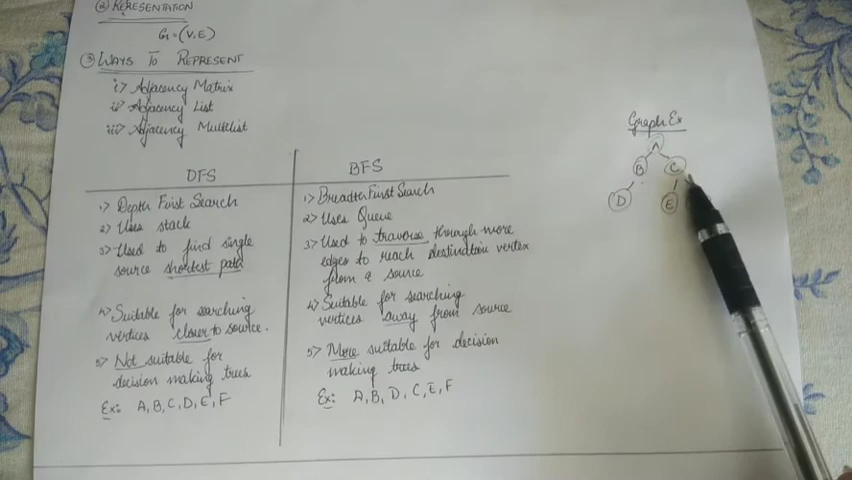 ② REPRESENTATION
G=(V,E)
③ WAYS TO REPRESENT
i> Adjacency Matrix
ii> Adjacency List
iii> Adjacency Multilist
DFS
1> Depth First Search
2> Uses stack
3> Used to find single
source shortest path
4> Suitable for searching
vertices closer to source.
5> Not suitable for
decision making trees
Ex: A, B, C, D, E, F
BFS
1> Breadth First Search
2> Uses Queue
3> Used to traverse through more
edges to reach destination vertex
from a source
4> Suitable for searching
vertices away from source
5> More suitable for decision
making trees
Ex: A, B, D, C, E, F
Graph Ex
A
B C
D E